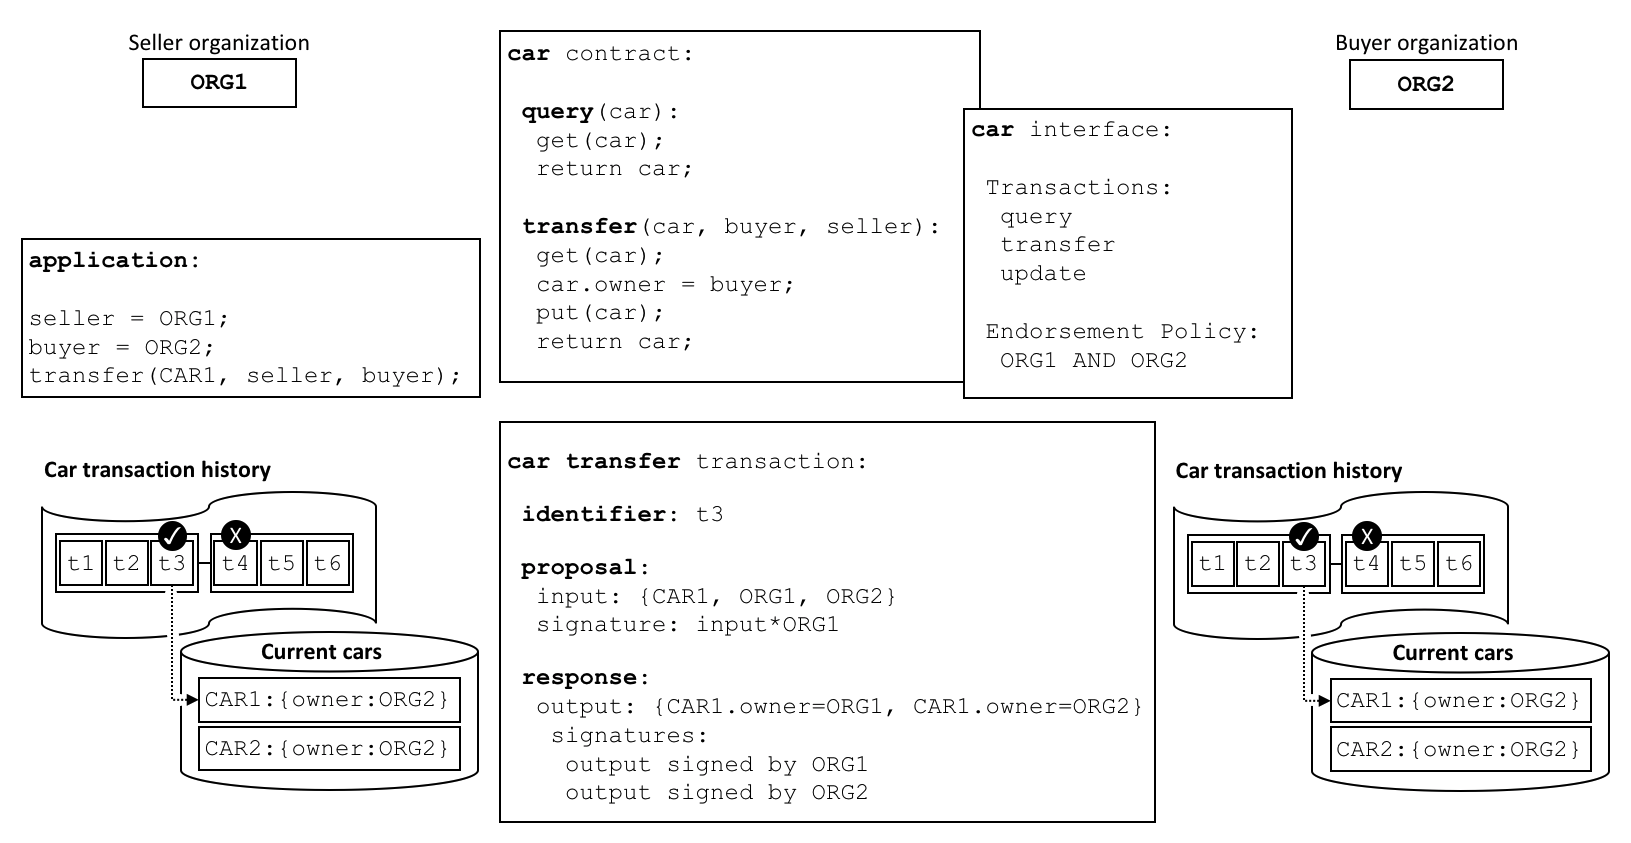 Seller organization
ORG1
Buyer organization
ORG2
car contract:
query(car):
get(car);
return car;
transfer(car, buyer, seller):
get(car);
car.owner = buyer;
put(car);
return car;
car interface:
Transactions:
query
transfer
update
Endorsement Policy:
ORG1 AND ORG2
application:
seller = ORG1;
buyer = ORG2;
transfer(CAR1, seller, buyer);
Car transaction history
✓ X
t1 t2 t3 t4 t5 t6
Current cars
CAR1:{owner:ORG2}
CAR2:{owner:ORG2}
car transfer transaction:
identifier: t3
proposal:
input: {CAR1, ORG1, ORG2}
signature: input*ORG1
response:
output: {CAR1.owner=ORG1, CAR1.owner=ORG2}
signatures:
output signed by ORG1
output signed by ORG2
Car transaction history
✓ X
t1 t2 t3 t4 t5 t6
Current cars
CAR1:{owner:ORG2}
CAR2:{owner:ORG2}